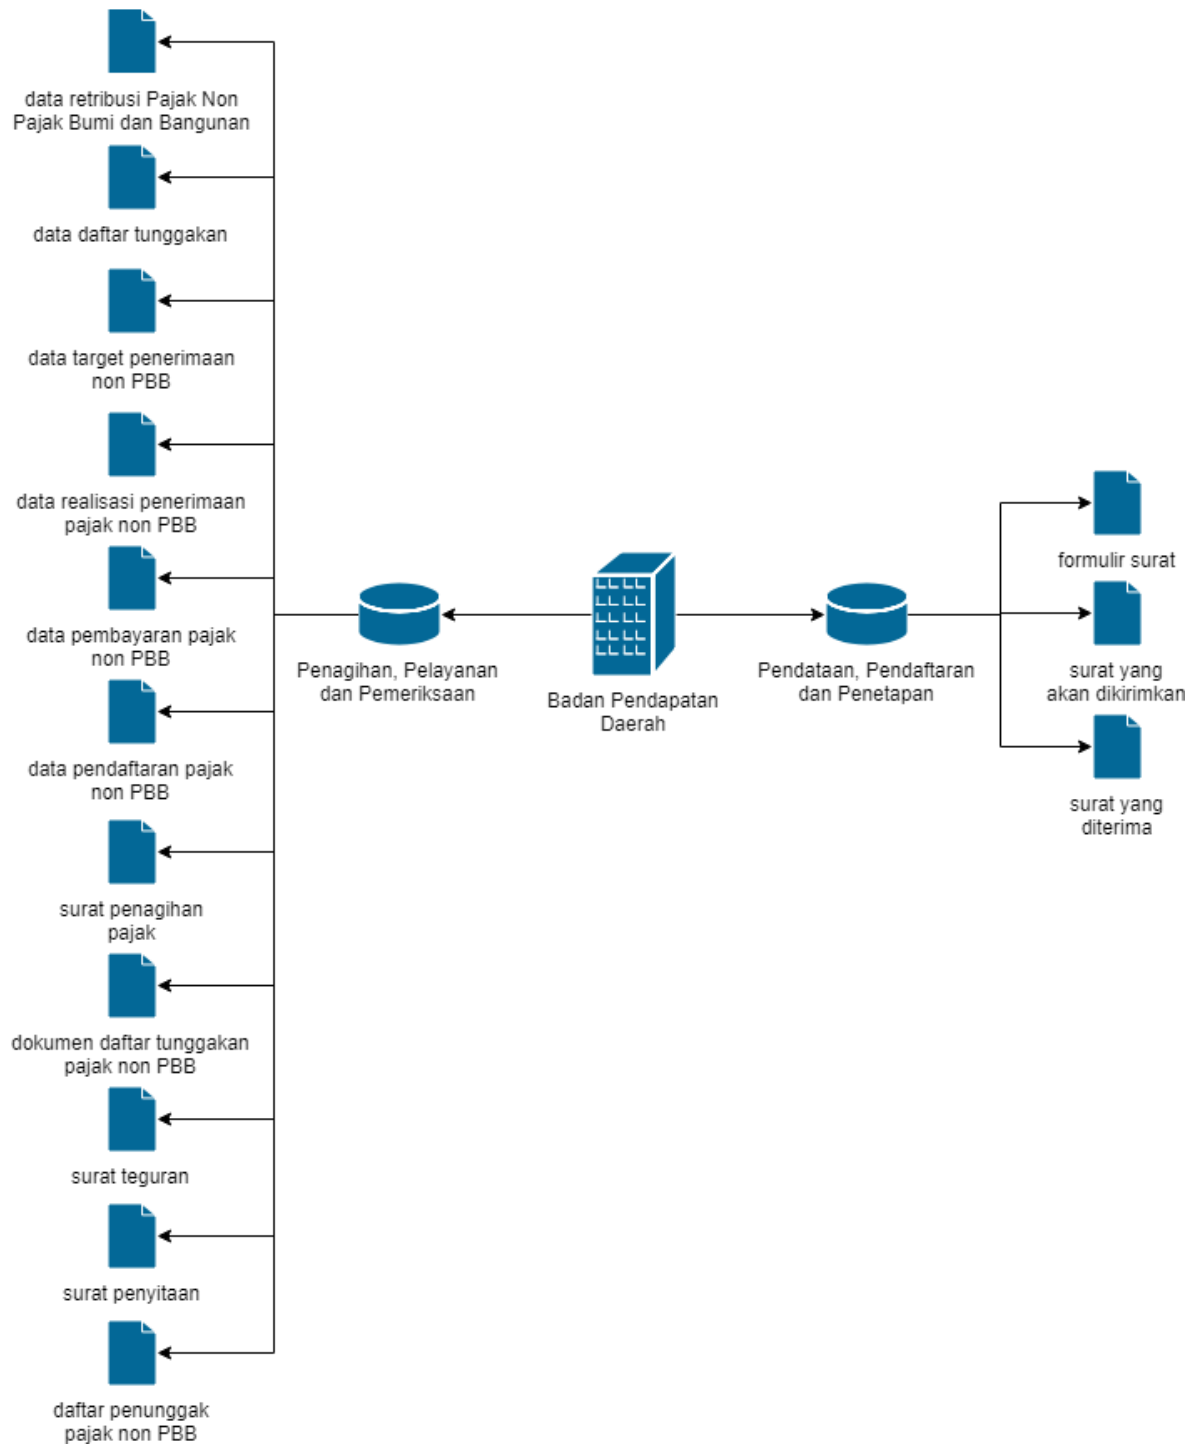 data retribusi Pajak Non
Pajak Bumi dan Bangunan
data daftar tunggakan
data target penerimaan
non PBB
data realisasi penerimaan
pajak non PBB
data pembayaran pajak
non PBB
data pendaftaran pajak
non PBB
surat penagihan
pajak
dokumen daftar tunggakan
pajak non PBB
surat teguran
surat penyitaan
daftar penunggak
pajak non PBB
Penagihan, Pelayanan
dan Pemeriksaan
Badan Pendapatan
Daerah
Pendataan, Pendaftaran
dan Penetapan
formulir surat
surat yang
akan dikirimkan
surat yang
diterima